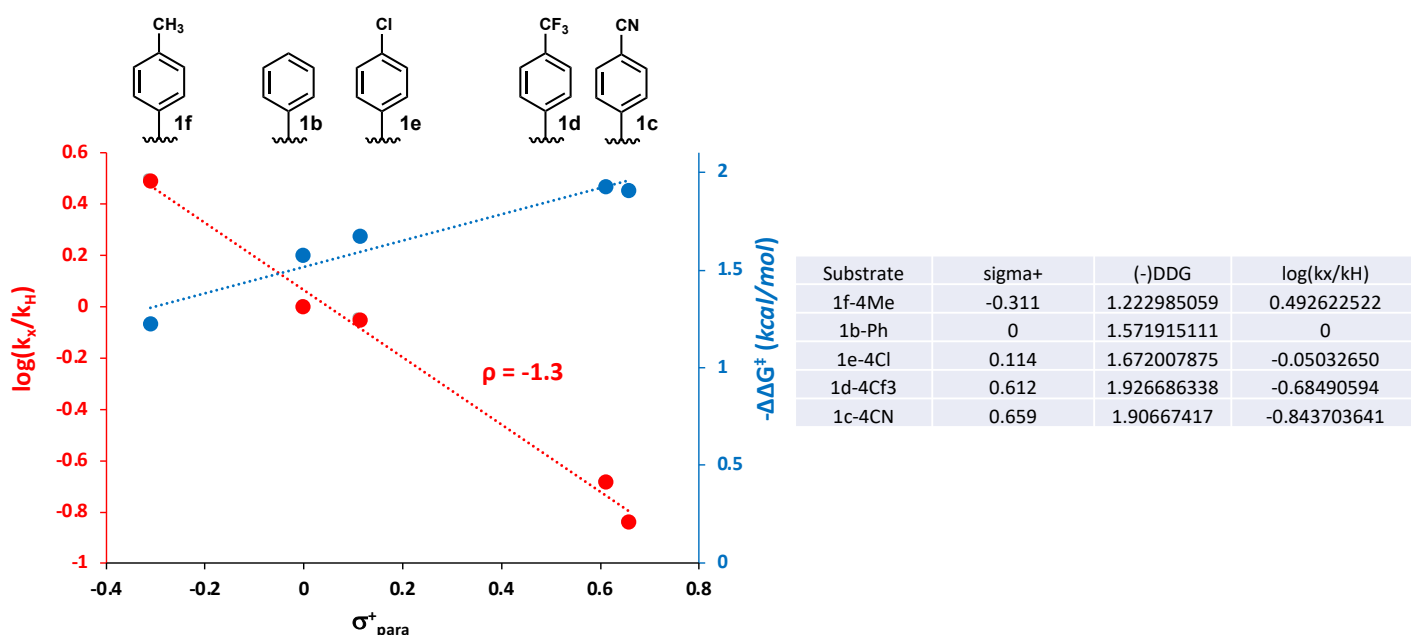 CH3
Cl
CF3
CN
1f
1b
1e
1d
1c
0.6
0.4
0.2
0
-0.2
-0.4
-0.6
-0.8
-1
log(kx/kH)
2
1.5
1
0.5
0
-ΔΔG‡ (kcal/mol)
ρ = -1.3
-0.4 -0.2 0 0.2 0.4 0.6 0.8
σ+para
Substrate sigma+ (-)DDG log(kx/kH)
1f-4Me -0.311 1.222985059 0.492622522
1b-Ph 0 1.571915111 0
1e-4Cl 0.114 1.672007875 -0.05032650
1d-4Cf3 0.612 1.926686338 -0.68490594
1c-4CN 0.659 1.90667417 -0.843703641